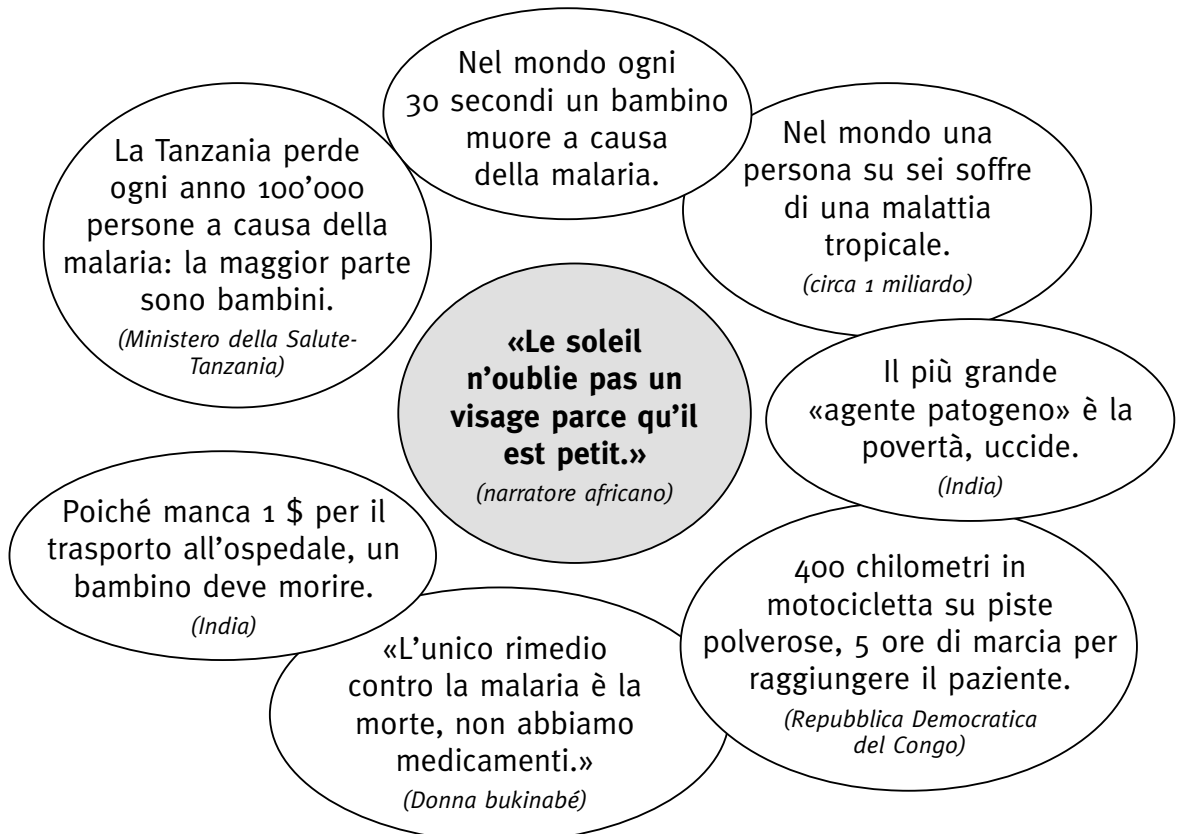 Nel mondo ogni
30 secondi un bambino
muore a causa
della malaria.
La Tanzania perde
ogni anno 100’000
persone a causa della
malaria: la maggior parte
sono bambini.
(Ministero della Salute-
Tanzania)
Nel mondo una
persona su sei soffre
di una malattia
tropicale.
(circa 1 miliardo)
«Le soleil
n’oublie pas un
visage parce qu’il
est petit.»
(narratore africano)
Il più grande
«agente patogeno» è la
povertà, uccide.
(India)
Poiché manca 1 $ per il
trasporto all’ospedale, un
bambino deve morire.
(India)
400 chilometri in
motocicletta su piste
polverose, 5 ore di marcia per
raggiungere il paziente.
(Repubblica Democratica
del Congo)
«L’unico rimedio
contro la malaria è la
morte, non abbiamo
medicamenti.»
(Donna bukinabé)